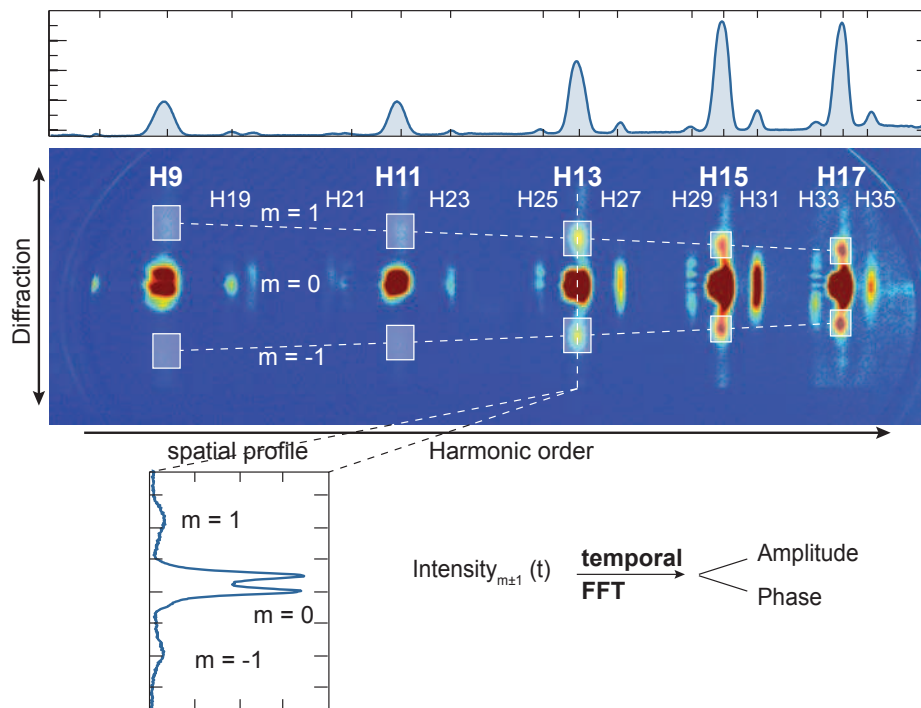 H9 H11 H13 H15 H17
H19 H21 H23 H25 H27 H29 H31 H33 H35
m = 1
m = 0
m = -1
Diffraction
spatial profile
Harmonic order
m = 1
m = 0
m = -1
Intensity m±1 (t)
temporal
FFT
Amplitude
Phase